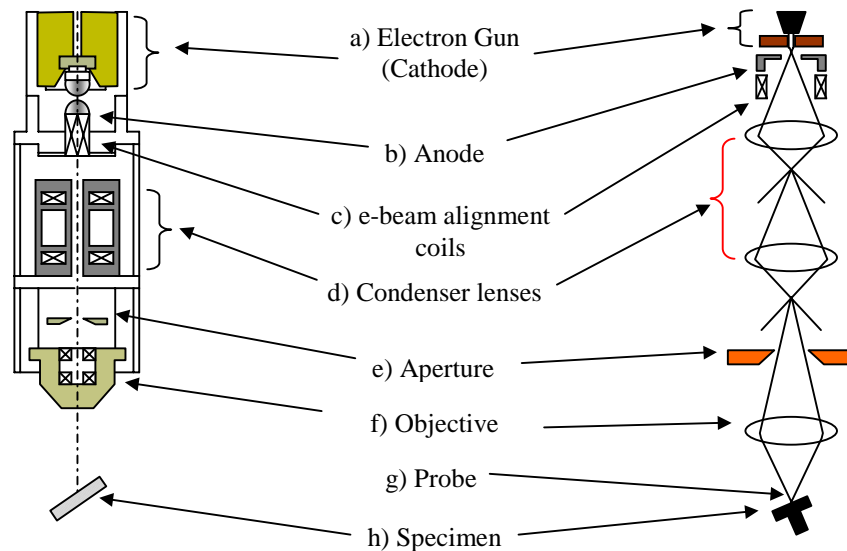 a) Electron Gun
(Cathode)
b) Anode
c) e-beam alignment
coils
d) Condenser lenses
e) Aperture
f) Objective
g) Probe
h) Specimen